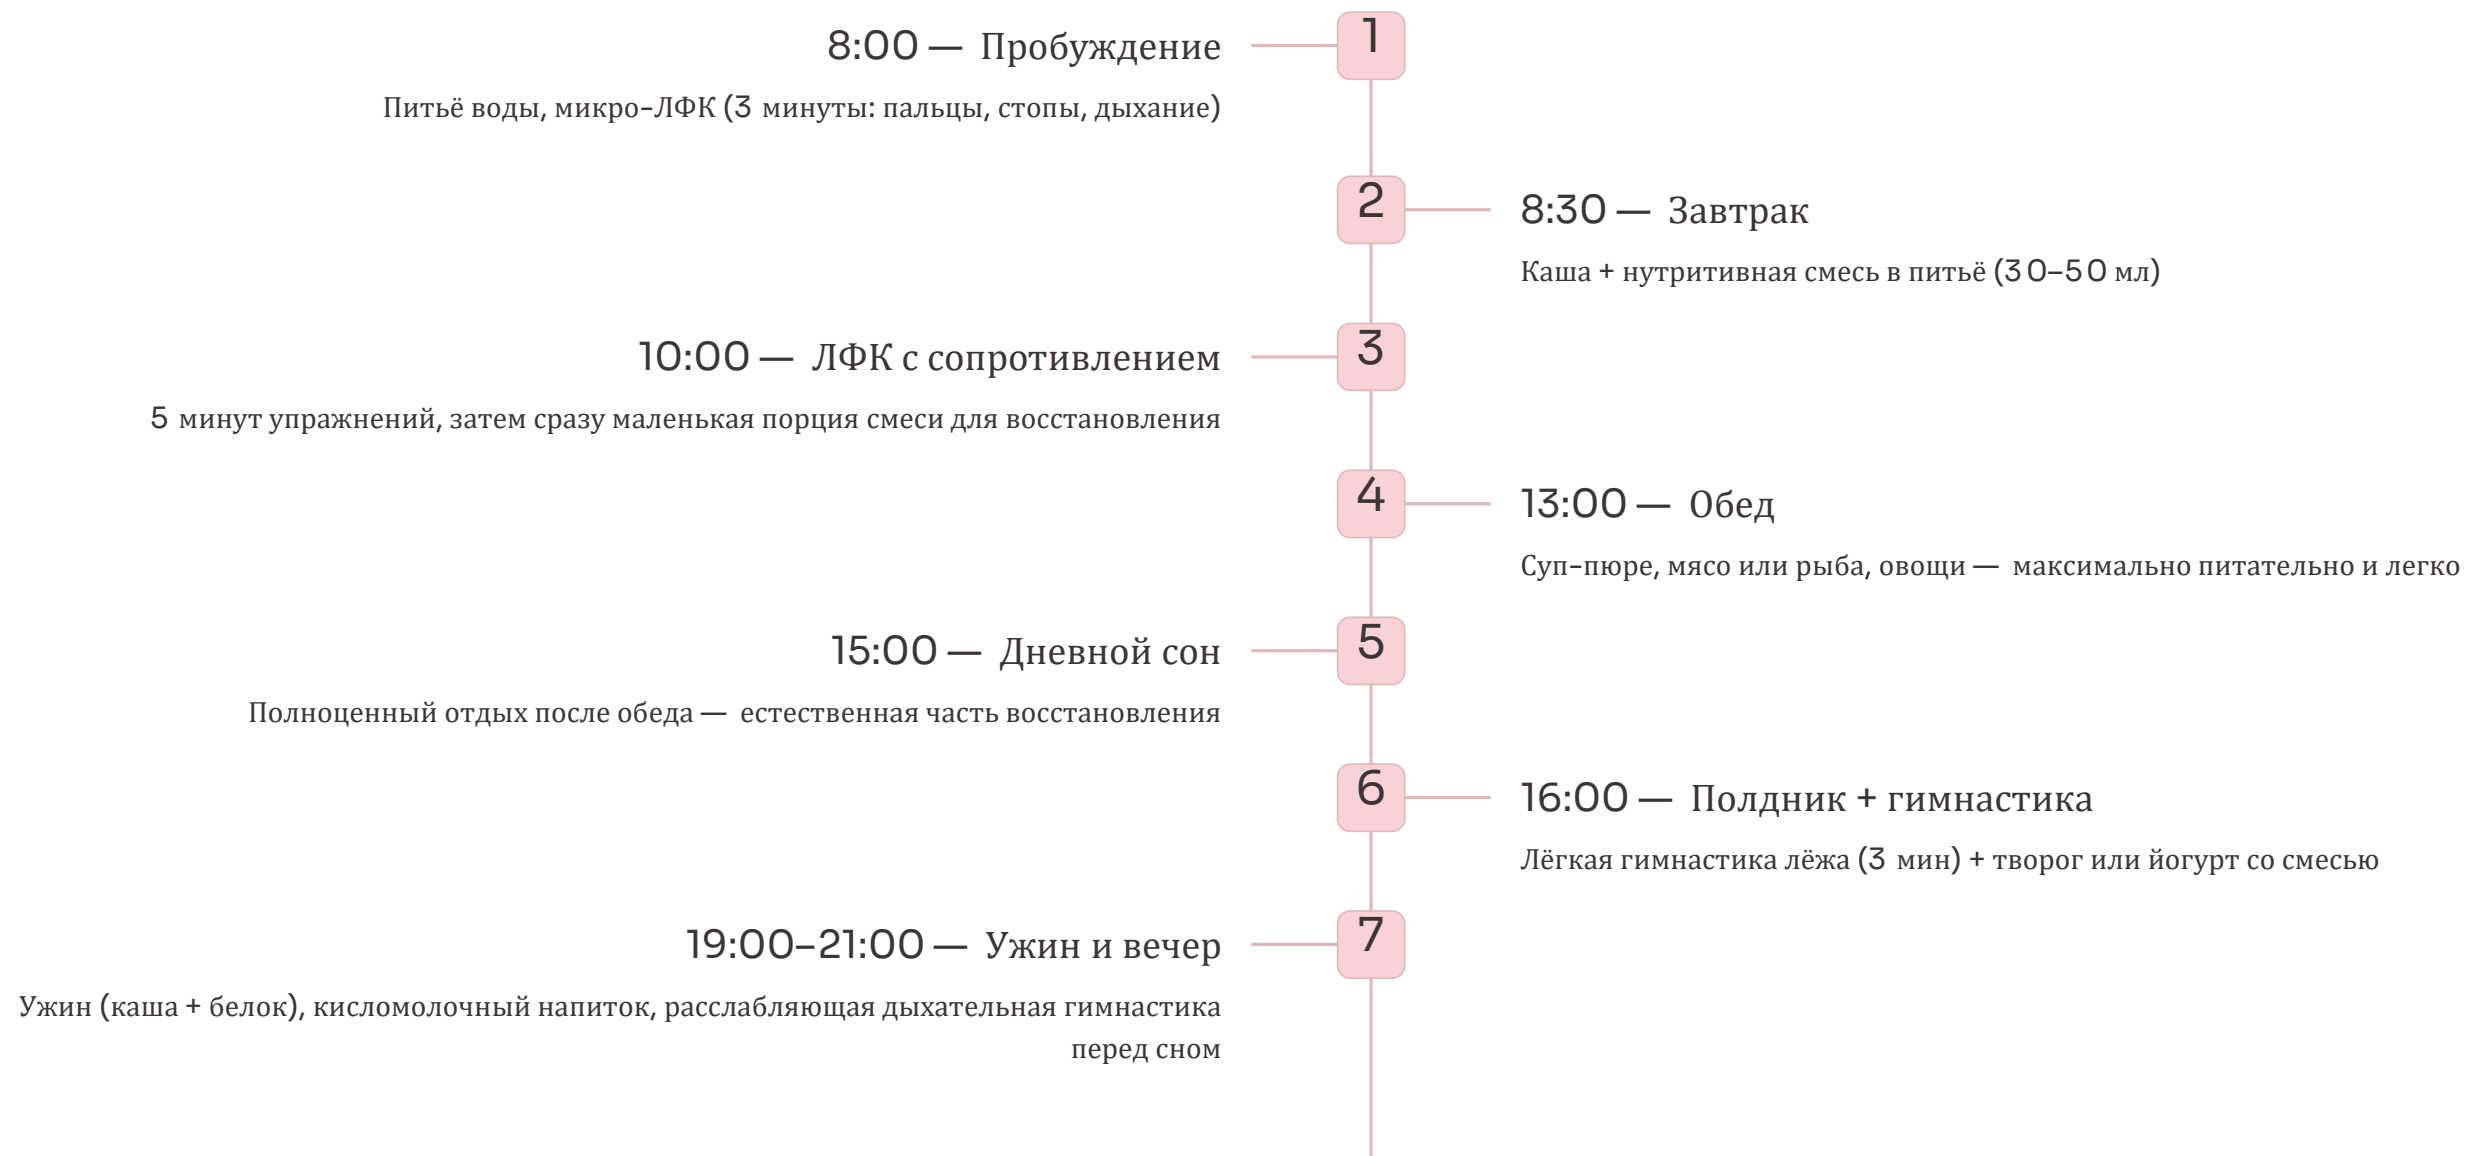 1
8:00 — Пробуждение
Питьё воды, микро-ЛФК (3 минуты: пальцы, стопы, дыхание)
2
8:30 — Завтрак
Каша + нутритивная смесь в питьё (30–50 мл)
3
10:00 — ЛФК с сопротивлением
5 минут упражнений, затем сразу маленькая порция смеси для восстановления
4
13:00 — Обед
Суп-пюре, мясо или рыба, овощи — максимально питательно и легко
5
15:00 — Дневной сон
Полноценный отдых после обеда — естественная часть восстановления
6
16:00 — Полдник + гимнастика
Лёгкая гимнастика лёжа (3 мин) + творог или йогурт со смесью
7
19:00–21:00 — Ужин и вечер
Ужин (каша + белок), кисломолочный напиток, расслабляющая дыхательная гимнастика
перед сном